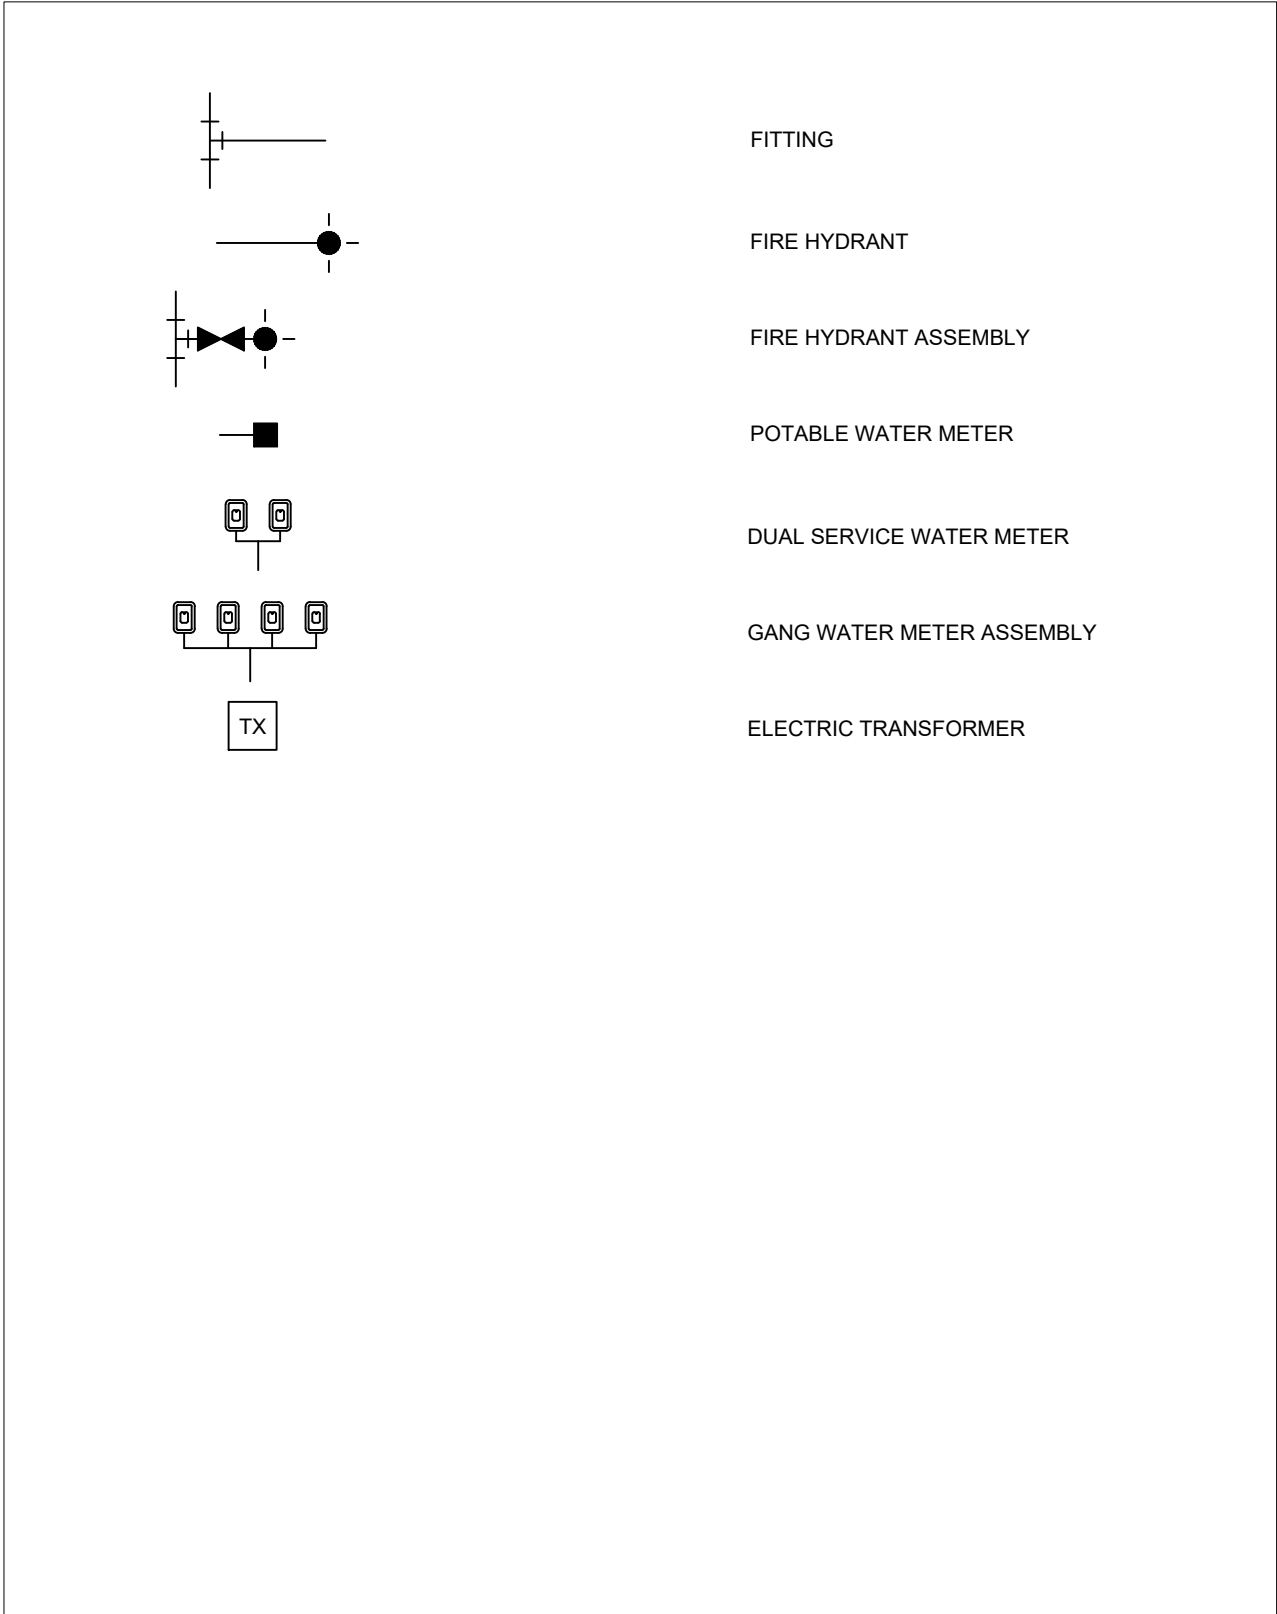 FITTING
FIRE HYDRANT
FIRE HYDRANT ASSEMBLY
POTABLE WATER METER
DUAL SERVICE WATER METER
GANG WATER METER ASSEMBLY
TX ELECTRIC TRANSFORMER